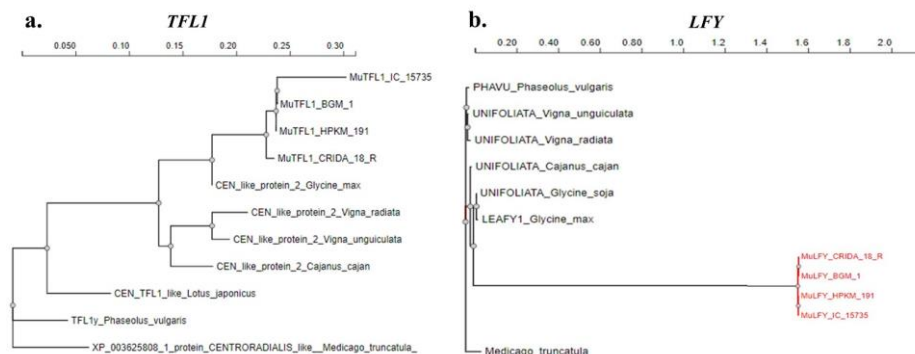 a. TFL1
0.050 0.10 0.15 0.20 0.25 0.30
MuTFL1_IC_15735
MuTFL1_BGM_1
MuTFL1_HPKM_191
MuTFL1_CRIDA_18_R
CEN_like_protein_2_Glycine_max
CEN_like_protein_2_Vigna_radiata
CEN_like_protein_2_Vigna_unguiculata
CEN_like_protein_2_Cajanus_cajan
CEN_TFL1_like_Lotus_japonicus
TFL1y_Phaseolus_vulgaris
XP_003625808_1_protein_CENTRORADIALIS_like__Medicago_truncatula_
b. LFY
0.20 0.40 0.60 0.80 1.0 1.2 1.4 1.6 1.8 2.0
PHAVU_Phaseolus_vulgaris
UNIFOLIATA_Vigna_unguiculata
UNIFOLIATA_Vigna_radiata
UNIFOLIATA_Cajanus_cajan
UNIFOLIATA_Glycine_soja
LEAFY1_Glycine_max
MuLFY_CRIDA_18_R
MuLFY_BGM_1
MuLFY_HPKM_191
MuLFY_IC_15735
Medicago_truncatula